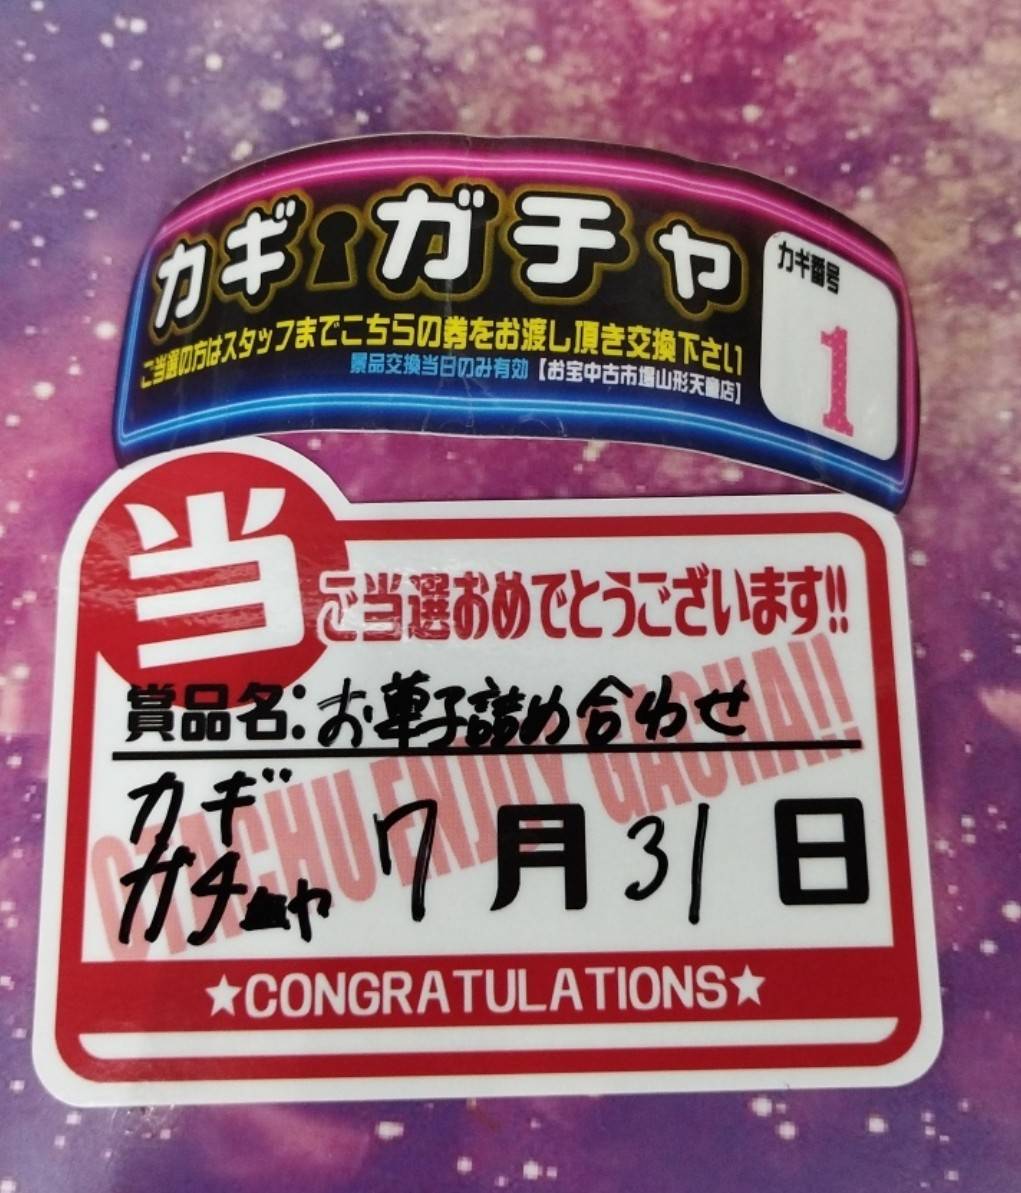 カギガチャ
カギ番号
1
ご当選の方はスタッフまでこちらの券をお渡し頂き交換下さい
景品交換当日のみ有効【お宝中古市場山形天童店】
当
ご当選おめでとうございます!!
賞品名:お菓子詰め合わせ
OTACHU ENJOY GACHA!!
カギ
ガチャ
7月31日
★CONGRATULATIONS★